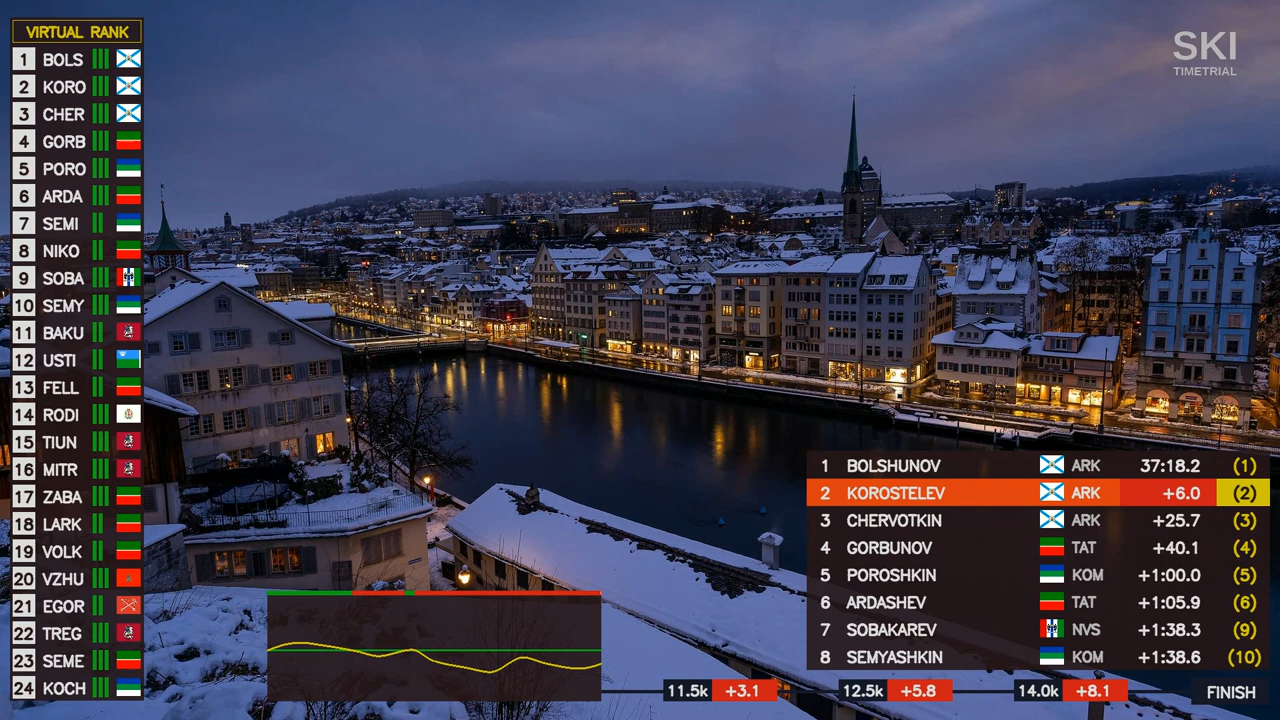 VIRTUAL RANK
1 BOLS
2 KORO
3 CHER
4 GORB
5 PORO
6 ARDA
7 SEMI
8 NIKO
9 SOBA
10 SEMY
11 BAKU
12 USTI
13 FELL
14 RODI
15 TIUN
16 MITR
17 ZABA
18 LARK
19 VOLK
20 VZHU
21 EGOR
22 TREG
23 SEME
24 KOCH
SKI
TIMETRIAL
1 BOLSHUNOV ARK 37:18.2 (1)
2 KOROSTELEV ARK +6.0 (2)
3 CHERVOTKIN ARK +25.7 (3)
4 GORBUNOV TAT +40.1 (4)
5 POROSHKIN KOM +1:00.0 (5)
6 ARDASHEV TAT +1:05.9 (6)
7 SOBAKAREV NVS +1:38.3 (9)
8 SEMYASHKIN KOM +1:38.6 (10)
11.5k +3.1 12.5k +5.8 14.0k +8.1 FINISH